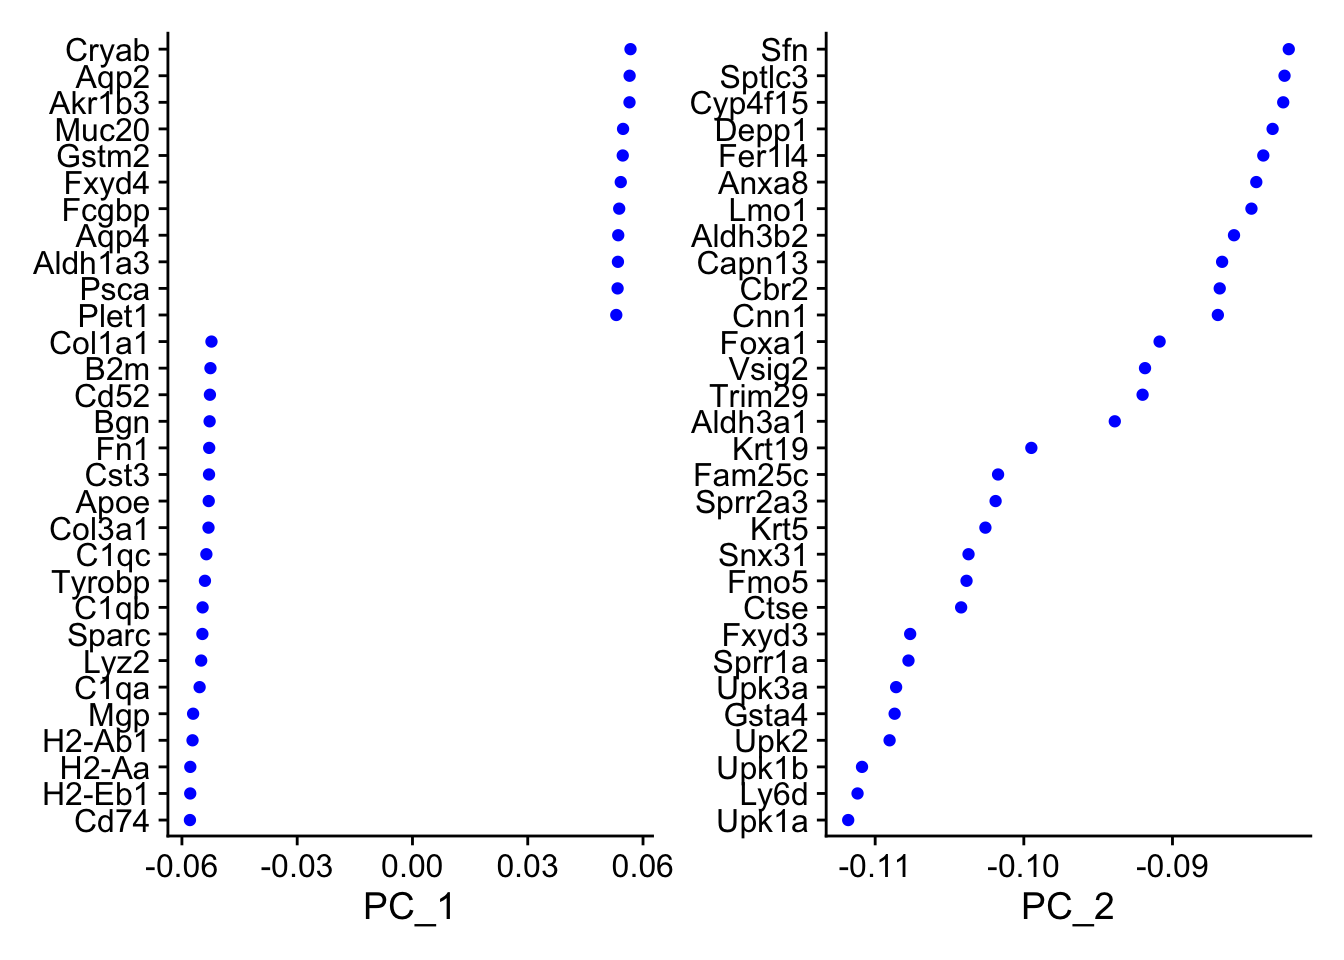 Cryab
Aqp2
Akr1b3
Muc20
Gstm2
Fxyd4
Fcgbp
Aqp4
Aldh1a3
Psca
Plet1
Col1a1
B2m
Cd52
Bgn
Fn1
Cst3
Apoe
Col3a1
C1qc
Tyrobp
C1qb
Sparc
Lyz2
C1qa
Mgp
H2-Ab1
H2-Aa
H2-Eb1
Cd74
-0.06 -0.03 0.00 0.03 0.06
PC_1
Sfn
Sptlc3
Cyp4f15
Depp1
Fer1l4
Anxa8
Lmo1
Aldh3b2
Capn13
Cbr2
Cnn1
Foxa1
Vsig2
Trim29
Aldh3a1
Krt19
Fam25c
Sprr2a3
Krt5
Snx31
Fmo5
Ctse
Fxyd3
Sprr1a
Upk3a
Gsta4
Upk2
Upk1b
Ly6d
Upk1a
-0.11 -0.10 -0.09
PC_2